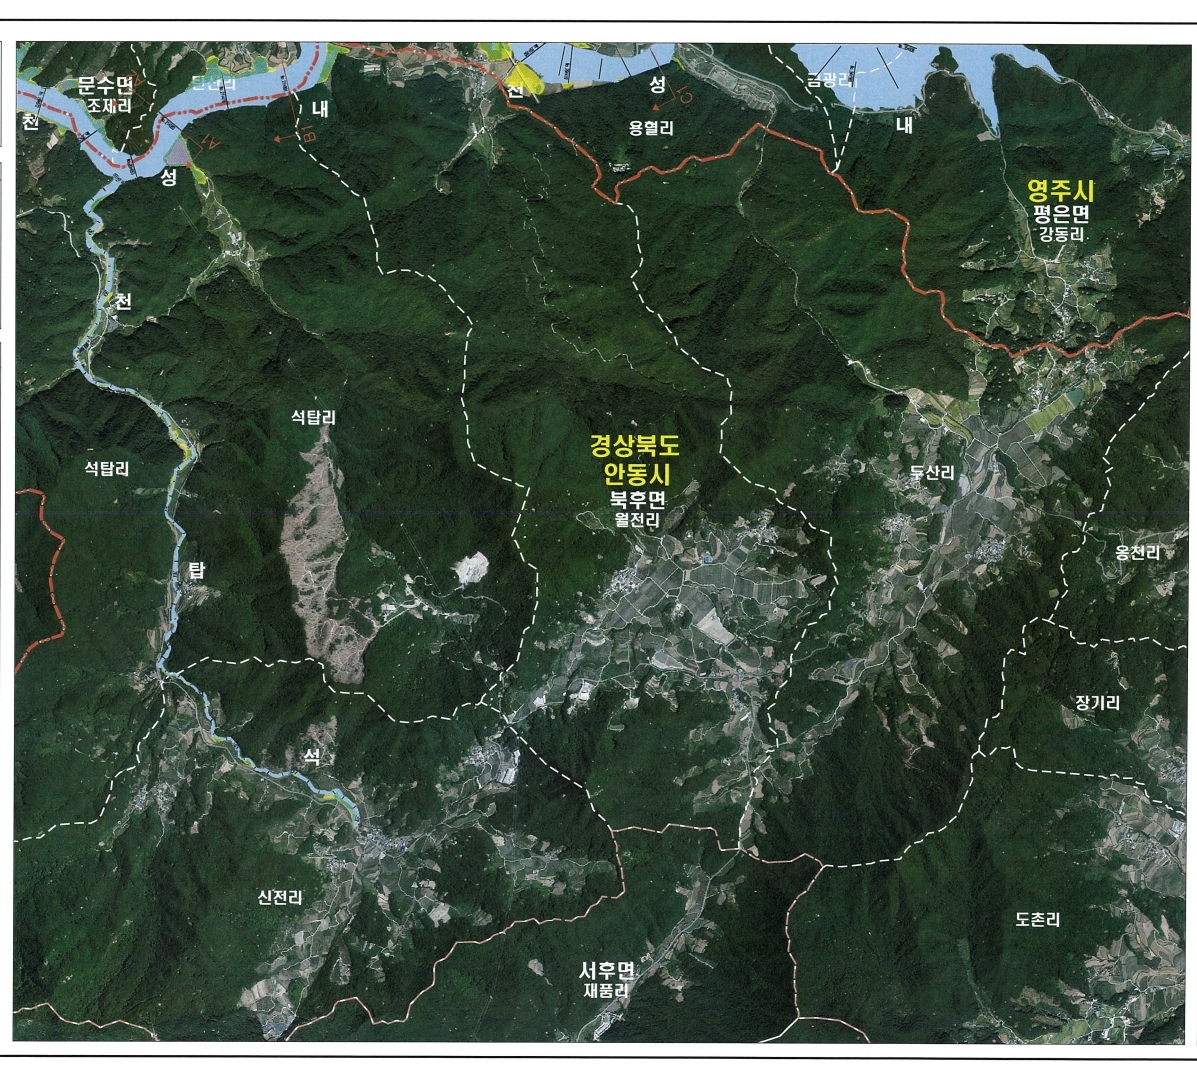 문수면
조제리
천
성
내
천
성
용혈리
금광리
내
영주시
평은면
강동리
천
석탑리
석탑리
경상북도
안동시
북후면
월전리
두산리
옹천리
탑
장기리
석
신전리
도촌리
서후면
재품리